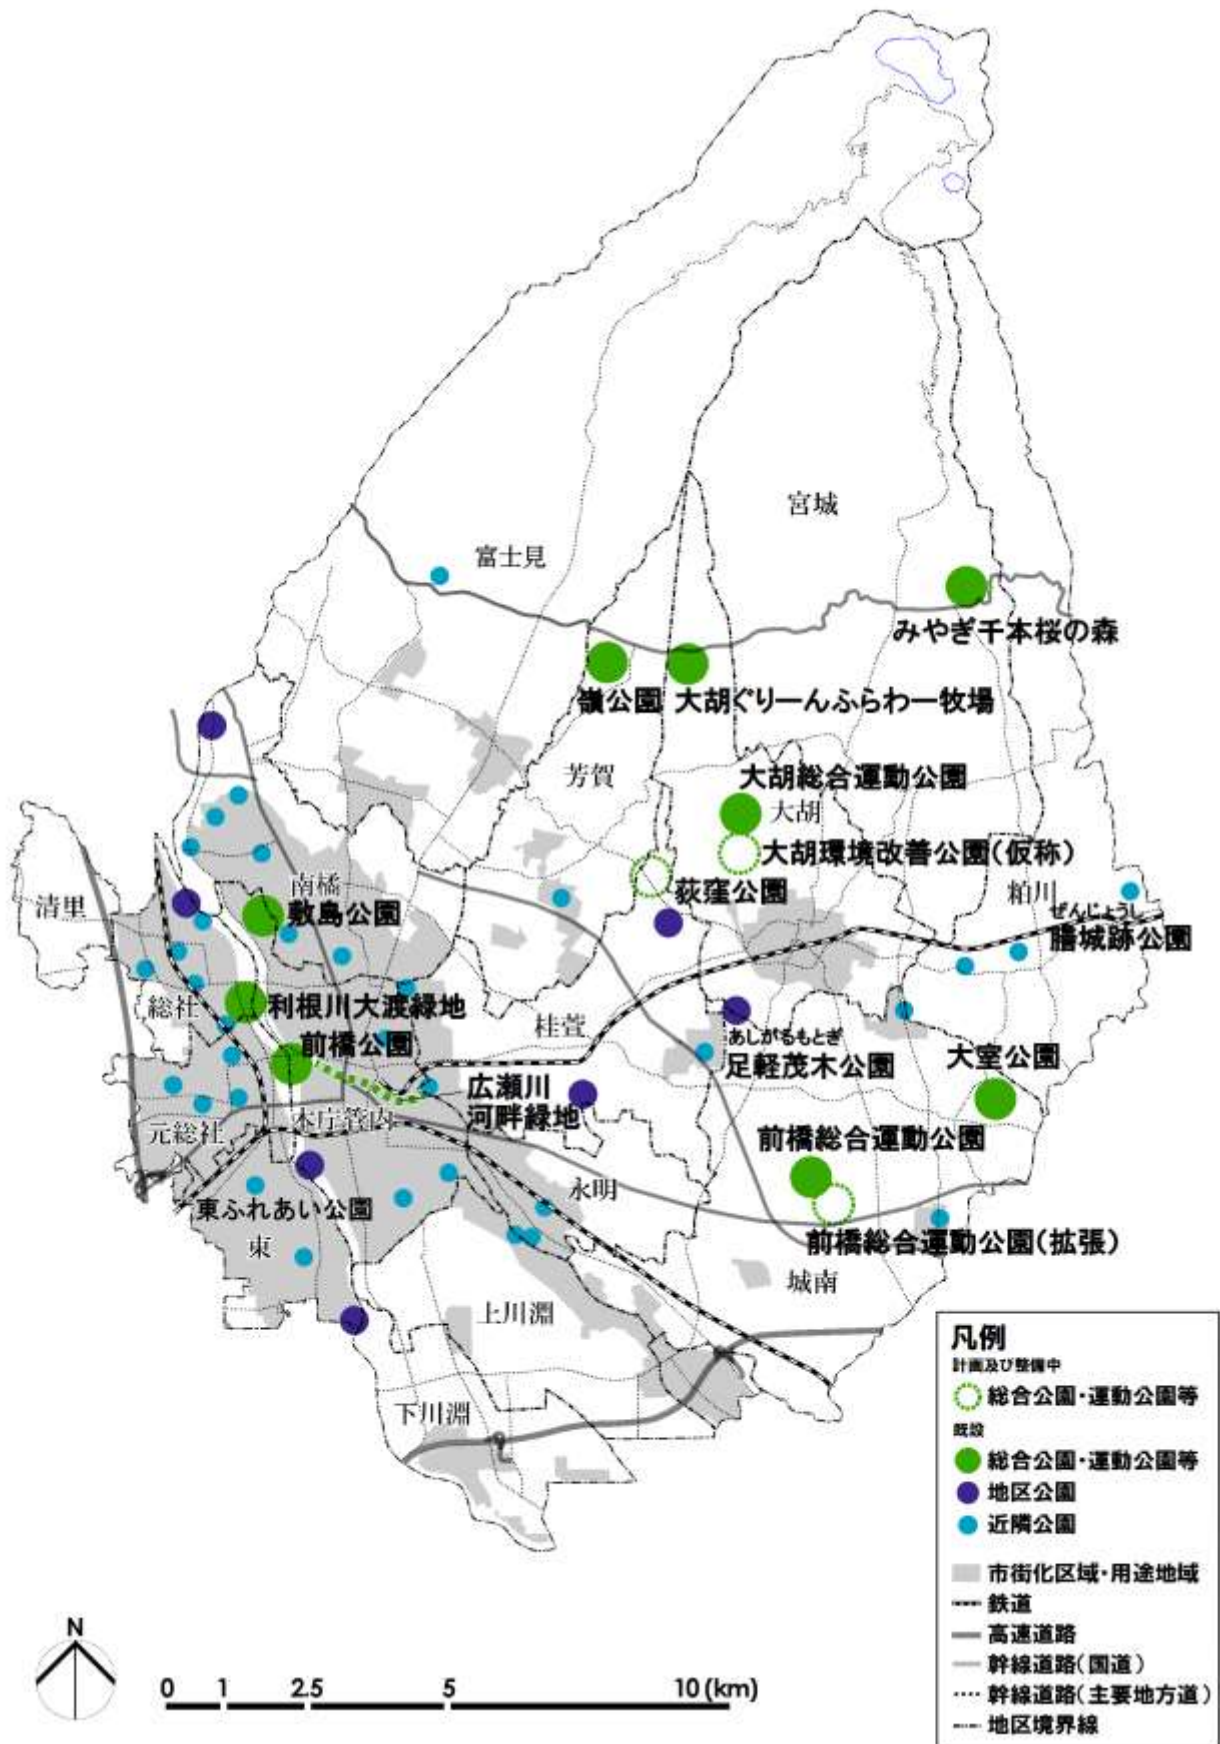 宮城
富士見
みやぎ千本桜の森
嶺公園
大胡ぐりーんふらわー牧場
芳賀
大胡総合運動公園
大胡
大胡環境改善公園(仮称)
荻窪公園
南橘
清里
敷島公園
粕川
ぜんじょうし
膳城跡公園
総社
利根川大渡緑地
前橋公園
桂萱
あしがるもとぎ
足軽茂木公園
大室公園
広瀬川
河畔緑地
元総社
本庁管内
前橋総合運動公園
永明
東ふれあい公園
東
前橋総合運動公園(拡張)
城南
上川淵
下川淵
凡例
計画及び整備中
総合公園・運動公園等
既設
総合公園・運動公園等
地区公園
近隣公園
市街化区域・用途地域
鉄道
高速道路
幹線道路(国道)
幹線道路(主要地方道)
地区境界線
N
0 1 2.5 5 10(km)